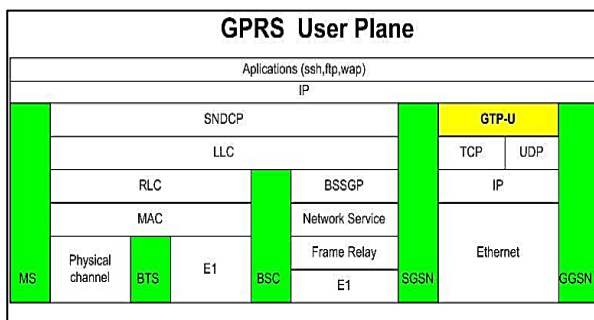 GPRS User Plane
Aplications (ssh,ftp,wap)
IP
SNDCP
GTP-U
LLC
TCP
UDP
RLC
BSSGP
IP
MAC
Network Service
Physical
channel
E1
Frame Relay
Ethernet
E1
MS
BTS
BSC
SGSN
GGSN